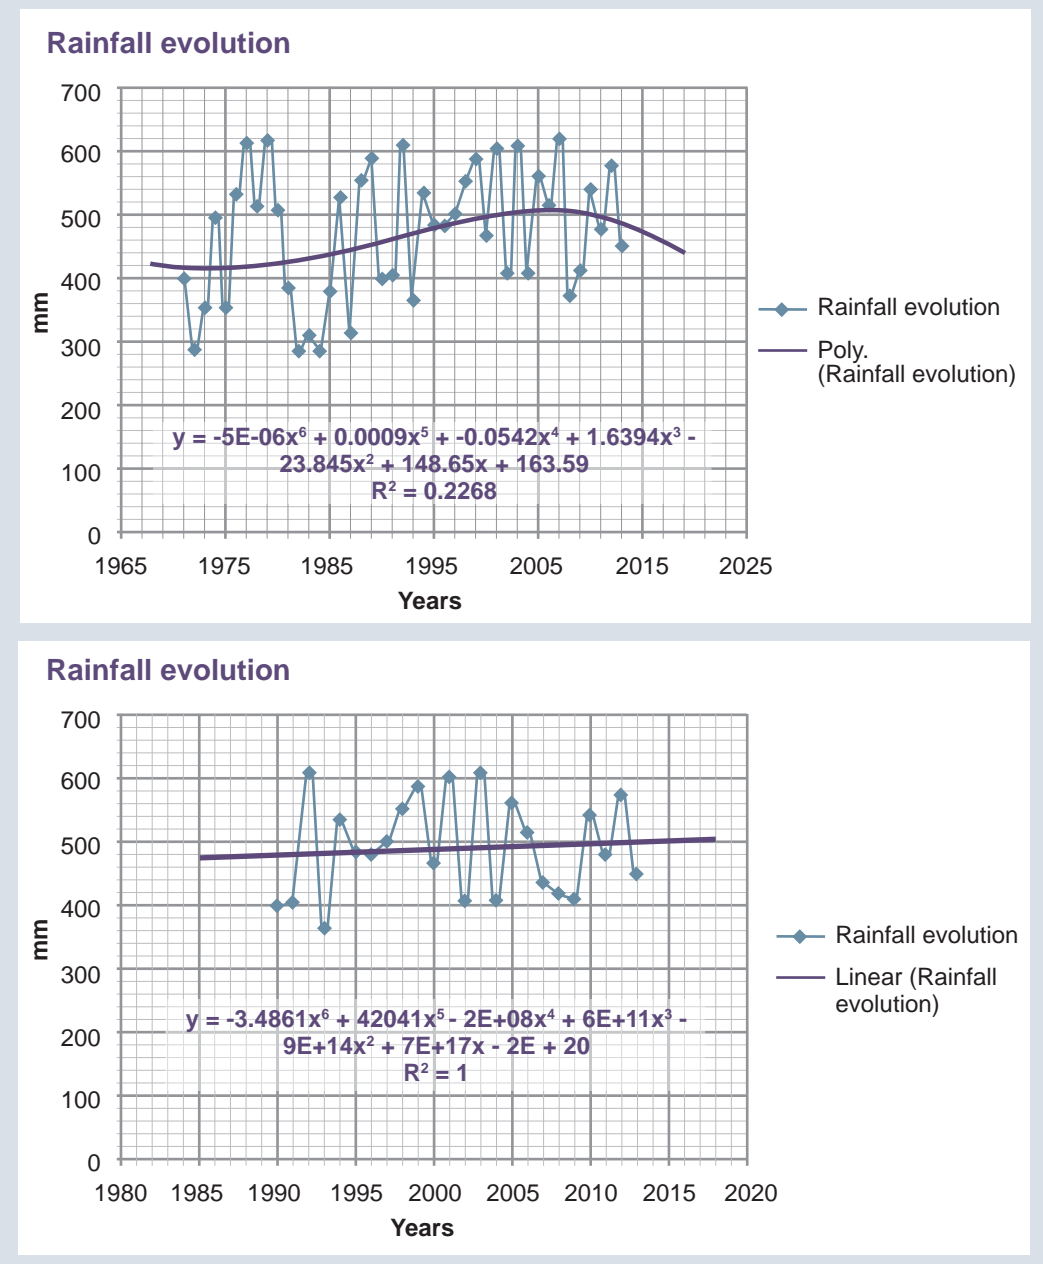 Rainfall evolution
700
600
500
400
300
200
100
0
mm
1965 1975 1985 1995 2005 2015 2025
Years
Rainfall evolution
Poly.
(Rainfall evolution)
y = -5E-06x⁶ + 0.0009x⁵ + -0.0542x⁴ + 1.6394x³ -
23.845x² + 148.65x + 163.59
R² = 0.2268
Rainfall evolution
700
600
500
400
300
200
100
0
mm
1980 1985 1990 1995 2000 2005 2010 2015 2020
Years
Rainfall evolution
Linear (Rainfall
evolution)
y = -3.4861x⁶ + 42041x⁵ - 2E+08x⁴ + 6E+11x³ -
9E+14x² + 7E+17x - 2E + 20
R² = 1